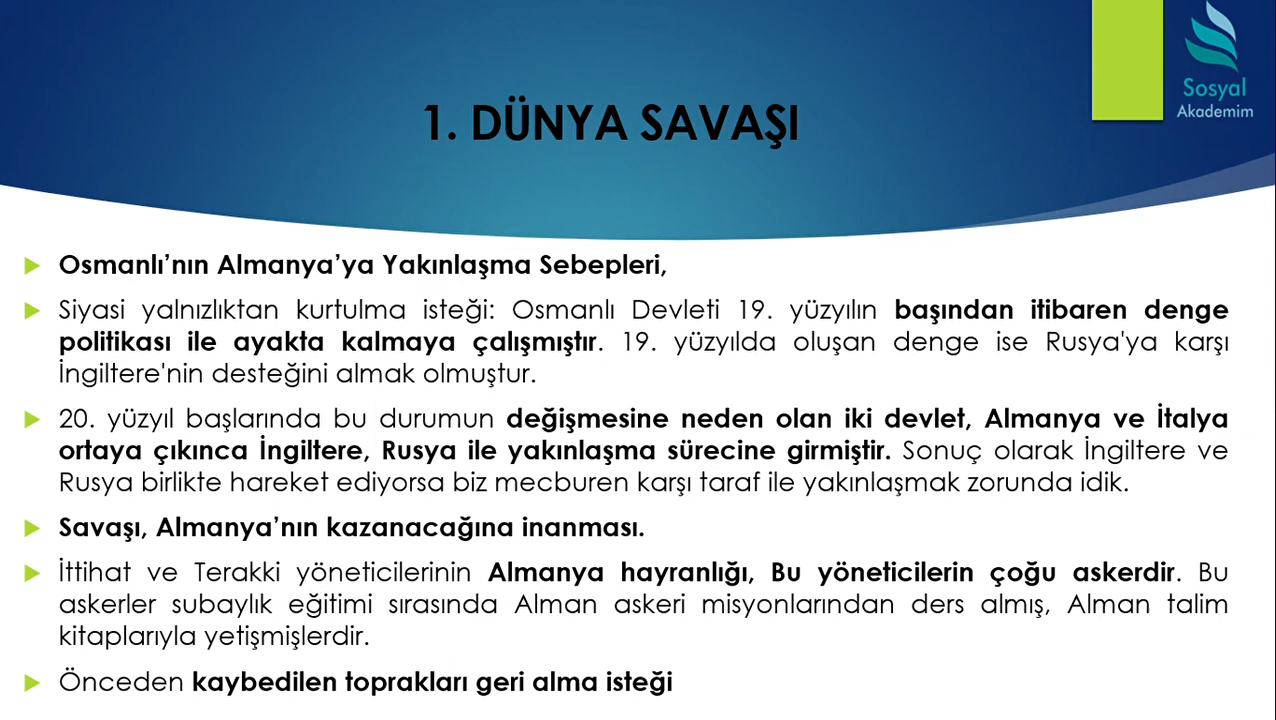 Sosyal
Akademim
1. DÜNYA SAVAŞI
Osmanlı’nın Almanya’ya Yakınlaşma Sebepleri,
Siyasi yalnızlıktan kurtulma isteği: Osmanlı Devleti 19. yüzyılın başından itibaren denge
politikası ile ayakta kalmaya çalışmıştır. 19. yüzyılda oluşan denge ise Rusya'ya karşı
İngiltere'nin desteğini almak olmuştur.
20. yüzyıl başlarında bu durumun değişmesine neden olan iki devlet, Almanya ve İtalya
ortaya çıkınca İngiltere, Rusya ile yakınlaşma sürecine girmiştir. Sonuç olarak İngiltere ve
Rusya birlikte hareket ediyorsa biz mecburen karşı taraf ile yakınlaşmak zorunda idik.
Savaşı, Almanya’nın kazanacağına inanması.
İttihat ve Terakki yöneticilerinin Almanya hayranlığı, Bu yöneticilerin çoğu askerdir. Bu
askerler subaylık eğitimi sırasında Alman askeri misyonlarından ders almış, Alman talim
kitaplarıyla yetişmişlerdir.
Önceden kaybedilen toprakları geri alma isteği